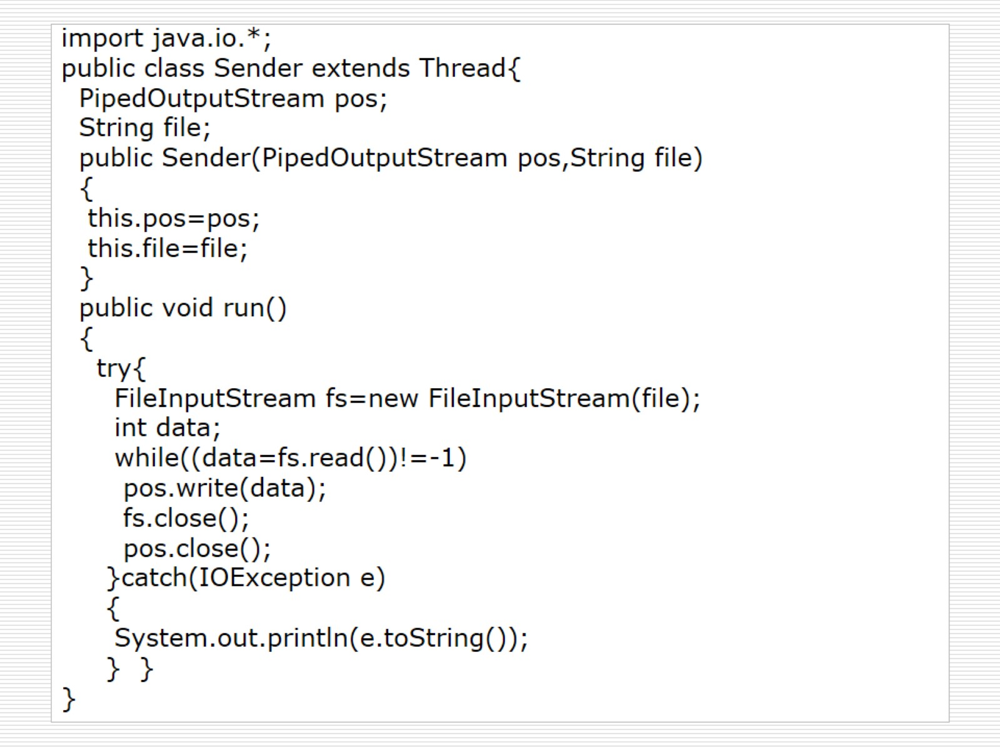 import java.io.*;
public class Sender extends Thread{
PipedOutputStream pos;
String file;
public Sender(PipedOutputStream pos,String file)
{
this.pos=pos;
this.file=file;
}
public void run()
{
try{
FileInputStream fs=new FileInputStream(file);
int data;
while((data=fs.read())!=-1)
pos.write(data);
fs.close();
pos.close();
}catch(IOException e)
{
System.out.println(e.toString());
} }
}